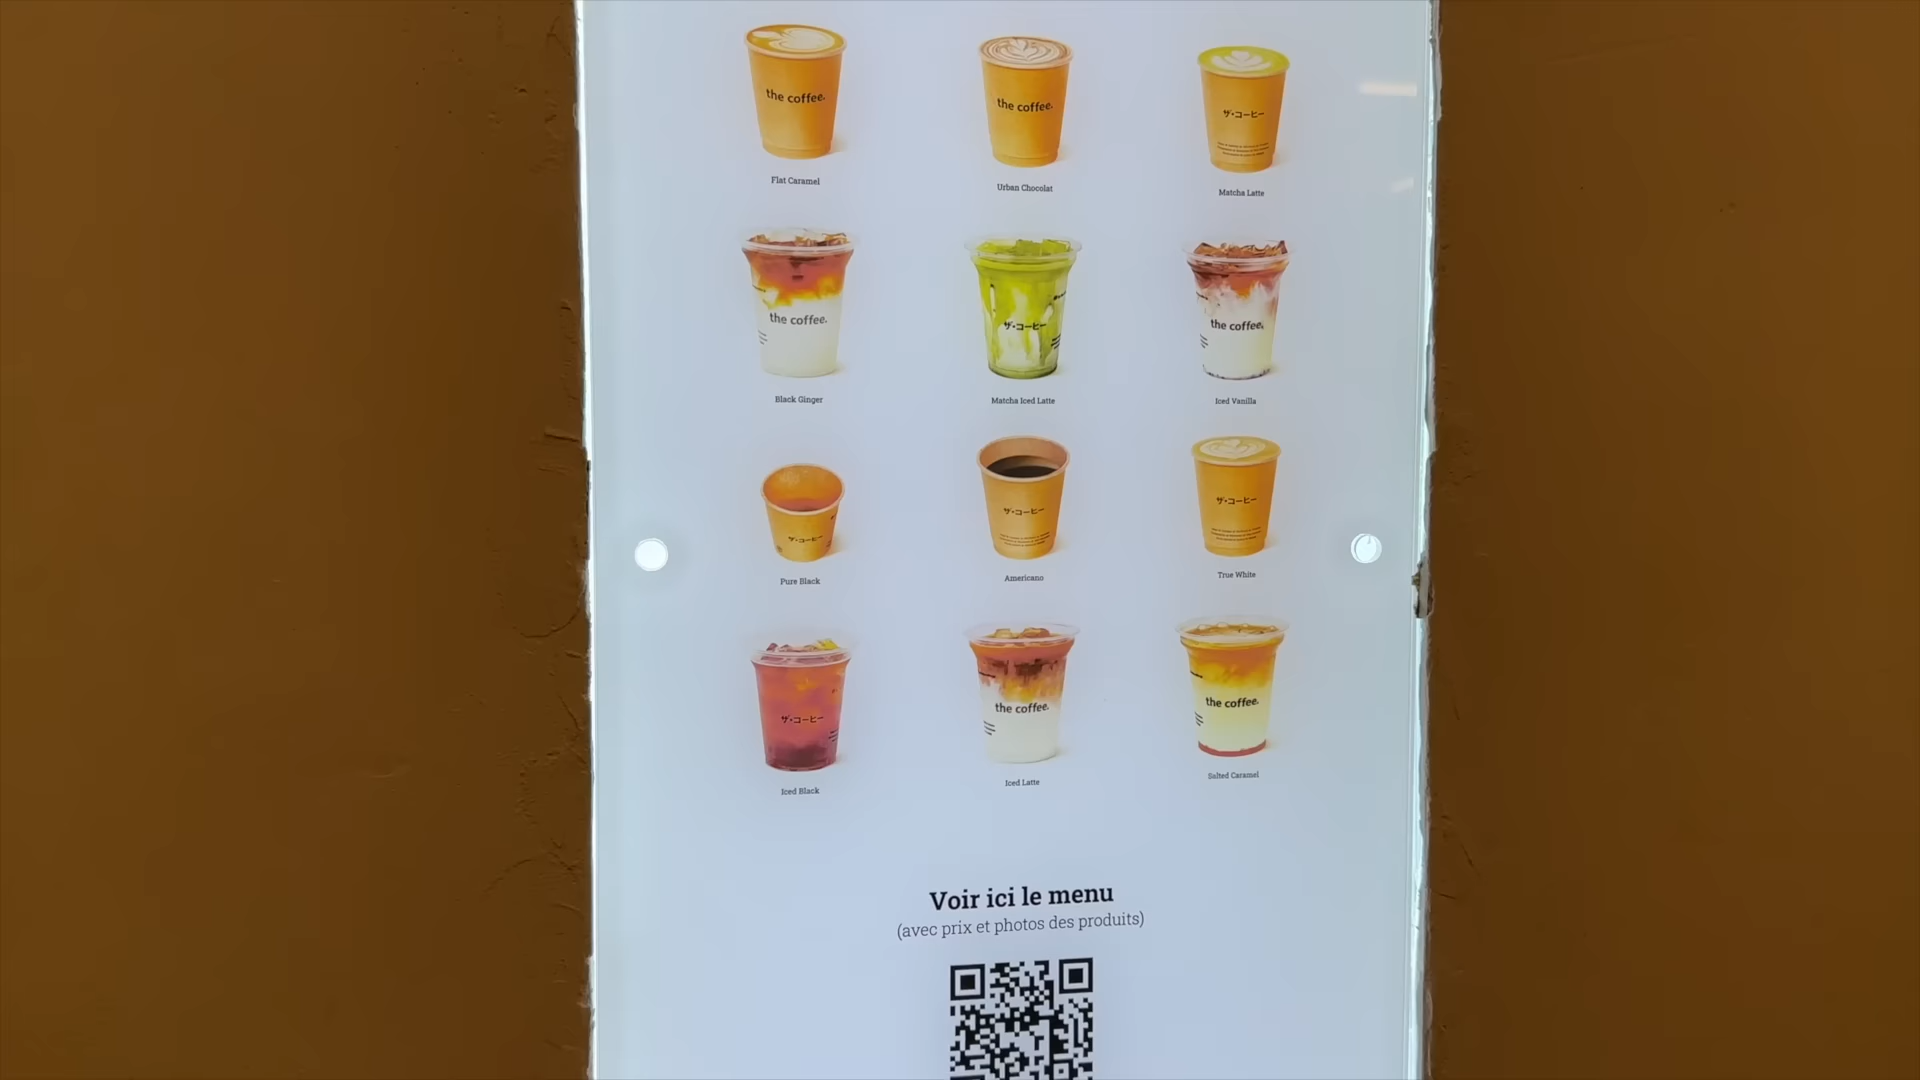 the coffee.
the coffee.
ザ・コーヒー
Flat Caramel
Urban Chocolat
Matcha Latte
the coffee.
ザ・コーヒー
the coffee.
Black Ginger
Matcha Iced Latte
Iced Vanilla
ザ・コーヒー
ザ・コーヒー
ザ・コーヒー
Pure Black
Americano
True White
ザ・コーヒー
the coffee.
the coffee.
Iced Black
Iced Latte
Salted Caramel
Voir ici le menu
(avec prix et photos des produits)